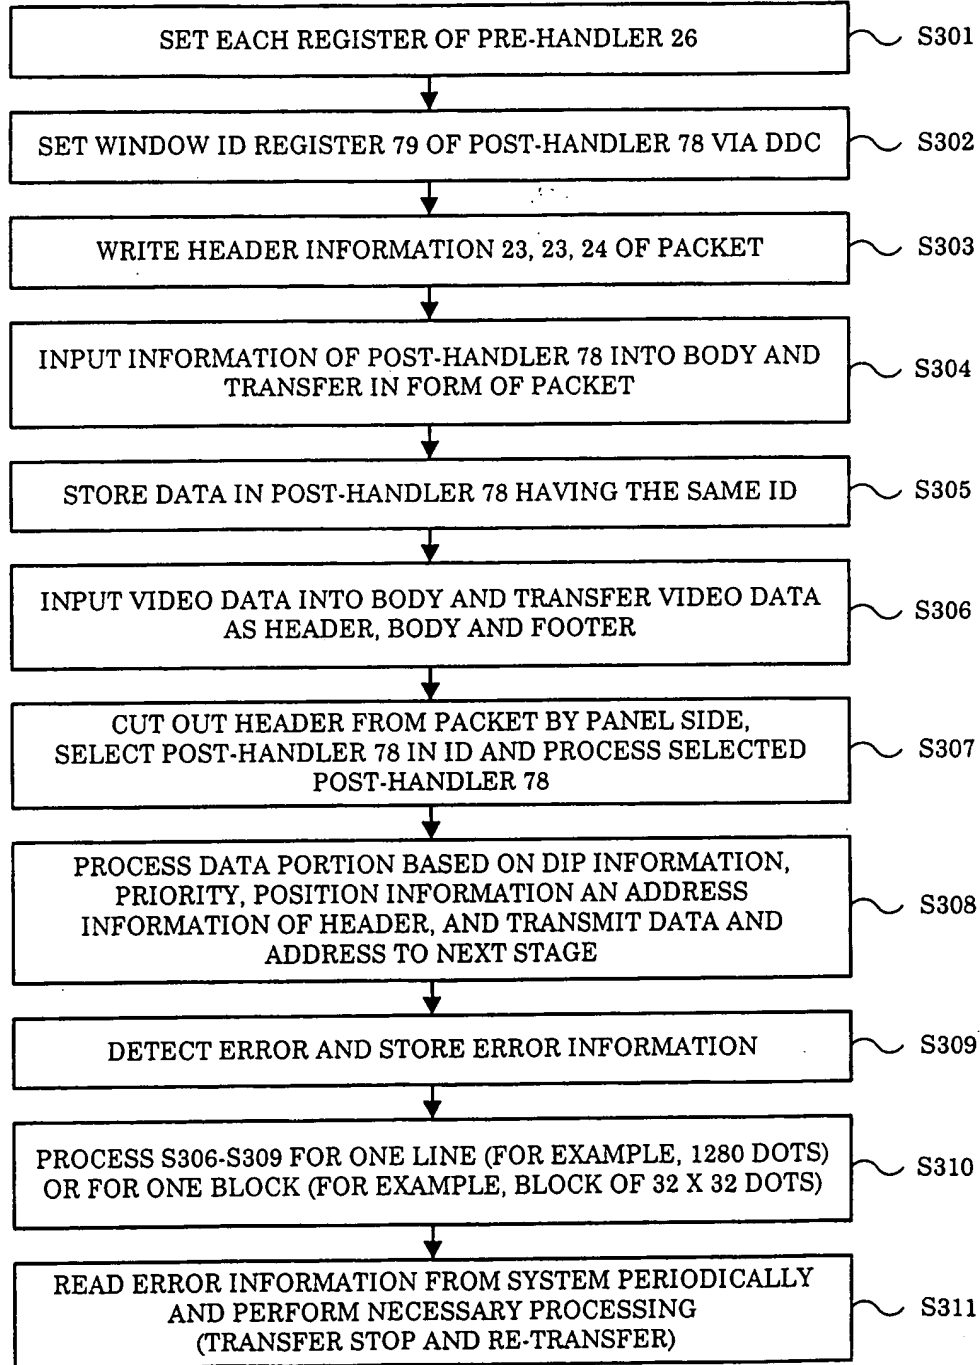 SET EACH REGISTER OF PRE-HANDLER 26
S301
SET WINDOW ID REGISTER 79 OF POST-HANDLER 78 VIA DDC
S302
WRITE HEADER INFORMATION 23, 23, 24 OF PACKET
S303
INPUT INFORMATION OF POST-HANDLER 78 INTO BODY AND
TRANSFER IN FORM OF PACKET
S304
STORE DATA IN POST-HANDLER 78 HAVING THE SAME ID
S305
INPUT VIDEO DATA INTO BODY AND TRANSFER VIDEO DATA
AS HEADER, BODY AND FOOTER
S306
CUT OUT HEADER FROM PACKET BY PANEL SIDE,
SELECT POST-HANDLER 78 IN ID AND PROCESS SELECTED
POST-HANDLER 78
S307
PROCESS DATA PORTION BASED ON DIP INFORMATION,
PRIORITY, POSITION INFORMATION AN ADDRESS
INFORMATION OF HEADER, AND TRANSMIT DATA AND
ADDRESS TO NEXT STAGE
S308
DETECT ERROR AND STORE ERROR INFORMATION
S309
PROCESS S306-S309 FOR ONE LINE (FOR EXAMPLE, 1280 DOTS)
OR FOR ONE BLOCK (FOR EXAMPLE, BLOCK OF 32 X 32 DOTS)
S310
READ ERROR INFORMATION FROM SYSTEM PERIODICALLY
AND PERFORM NECESSARY PROCESSING
(TRANSFER STOP AND RE-TRANSFER)
S311